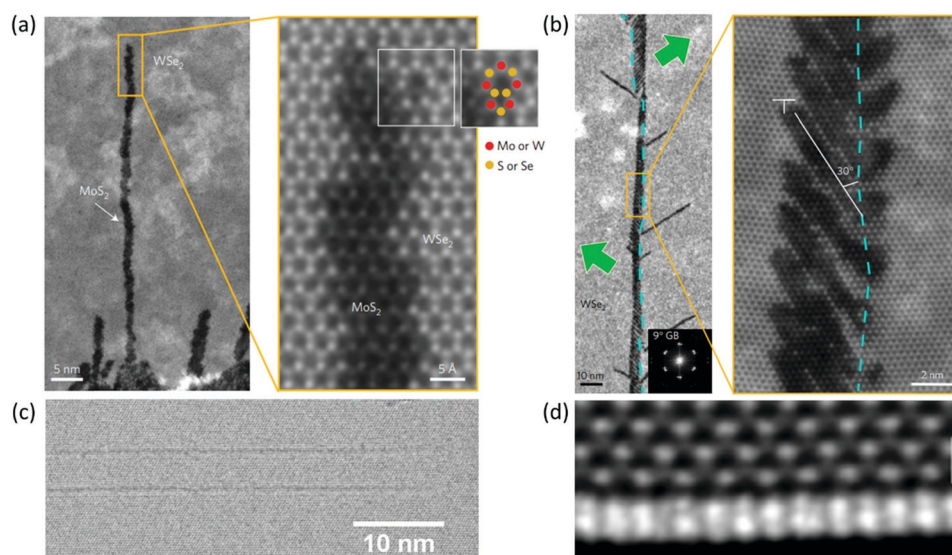 (a)
WSe₂
MoS₂
5 nm
WSe₂
MoS₂
5 Å
Mo or W
S or Se
(b)
WSe₂
10 nm
9° GB
30°
2 nm
(c)
10 nm
(d)